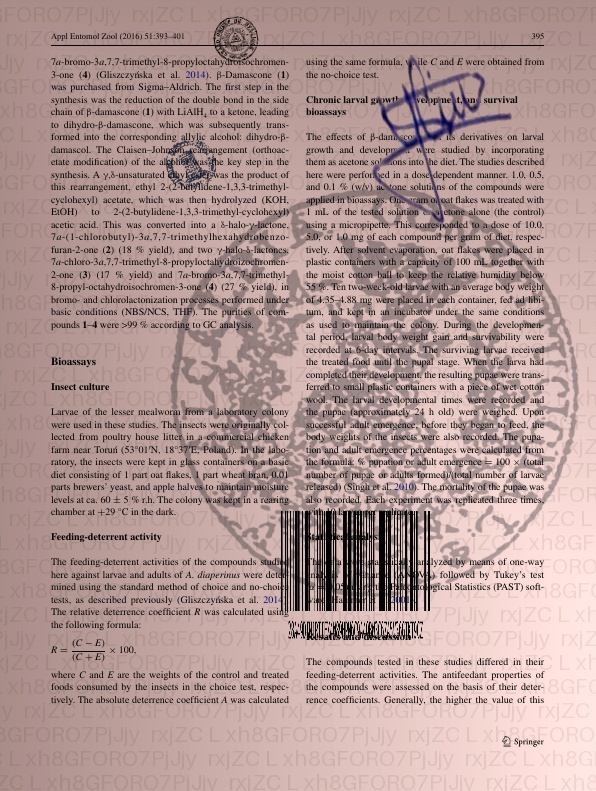 Appl Entomol Zool (2016) 51:393–401
395
7a-bromo-3a,7,7-trimethyl-8-propyloctahydroisochromen-
3-one (4) (Gliszczyńska et al. 2014). β-Damascone (1)
was purchased from Sigma–Aldrich. The first step in the
synthesis was the reduction of the double bond in the side
chain of β-damascone (1) with LiAlH4 to a ketone, leading
to dihydro-β-damascone, which was subsequently trans-
formed into the corresponding allylic alcohol: dihydro-β-
damascol. The Claisen–Johnson rearrangement (orthoac-
etate modification) of the alcohol was the key step in the
synthesis. A γ,δ-unsaturated was the product of
this rearrangement, ethyl 2-(2-butylidene-1,3,3-trimethyl-
cyclohexyl) acetate, which was then hydrolyzed (KOH,
EtOH) to 2-(2-butylidene-1,3,3-trimethyl-cyclohexyl)
acetic acid. This was converted into a δ-halo-γ-lactone,
7a-(1-chlorobutyl)-3a,7,7-trimethylhexahydrobenzo-
furan-2-one (2) (18 % yield), and two γ-halo-δ-lactones,
7a-chloro-3a,7,7-trimethyl-8-propyloctahydroizochromen-
2-one (3) (17 % yield) and 7a-bromo-3a,7,7-trimethyl-
8-propyl-octahydroisochromen-3-one (4) (27 % yield), in
bromo- and chlorolactonization processes performed under
basic conditions (NBS/NCS, THF). The purities of com-
pounds 1–4 were >99 % according to GC analysis.
Bioassays
Insect culture
Larvae of the lesser mealworm from a laboratory colony
were used in these studies. The insects were originally col-
lected from poultry house litter in a commercial chicken
farm near Toruń (53°01′N, 18°37′E, Poland). In the labo-
ratory, the insects were kept in glass containers on a basic
diet consisting of 1 part oat flakes, 1 part wheat bran, 0.01
parts brewers' yeast, and apple halves to maintain moisture
levels at ca. 60 ± 5 % r.h. The colony was kept in a rearing
chamber at +29 °C in the dark.
Feeding-deterrent activity
The feeding-deterrent activities of the compounds studied
here against larvae and adults of A. diaperinus were deter-
mined using the standard method of choice and no-choice
tests, as described previously (Gliszczyńska et al. 2014).
The relative deterrence coefficient R was calculated using
the following formula:
R = (C − E)/(C + E) × 100,
where C and E are the weights of the control and treated
foods consumed by the insects in the choice test, respec-
tively. The absolute deterrence coefficient A was calculated
using the same formula, while C and E were obtained from
the no-choice test.
Chronic larval growth, development, and survival
bioassays
The effects of β-damascone its derivatives on larval
growth and development were studied by incorporating
them as acetone solutions into the diet. The studies described
here were performed in a dose-dependent manner. 1.0, 0.5,
and 0.1 % (w/v) acetone solutions of the compounds were
applied in bioassays. One gram of oat flakes was treated with
1 mL of the tested solution or acetone alone (the control)
using a micropipette. This corresponded to a dose of 10.0,
5.0, or 1.0 mg of each compound per gram of diet, respec-
tively. After solvent evaporation, oat flakes were placed in
plastic containers with a capacity of 100 mL together with
the moist cotton ball to keep the relative humidity below
55 %. Ten two-week-old larvae with an average body weight
of 4.35–4.88 mg were placed in each container, fed ad libi-
tum, and kept in an incubator under the same conditions
as used to maintain the colony. During the developmen-
tal period, larval body weight gain and survivability were
recorded at 6-day intervals. The surviving larvae received
the treated food until the pupal stage. When the larva had
completed their development, the resulting pupae were trans-
ferred to small plastic containers with a piece of wet cotton
wool. The larval developmental times were recorded and
the pupae (approximately 24 h old) were weighed. Upon
successful adult emergence, before they began to feed, the
body weights of the insects were also recorded. The pupa-
tion and adult emergence percentages were calculated from
the formula: % pupation or adult emergence = 100 × (total
number of pupae or adults formed)/(total number of larvae
released) (Singh et al. 2010). The mortality of the pupae was
also recorded. Each experiment was replicated three times,
Statistical analysis
The were statistically analyzed by means of one-way
(ANOVA) followed by Tukey's test
Paleontological Statistics (PAST) soft-
Results and discussion
The compounds tested in these studies differed in their
feeding-deterrent activities. The antifeedant properties of
the compounds were assessed on the basis of their deter-
rence coefficients. Generally, the higher the value of this
Springer